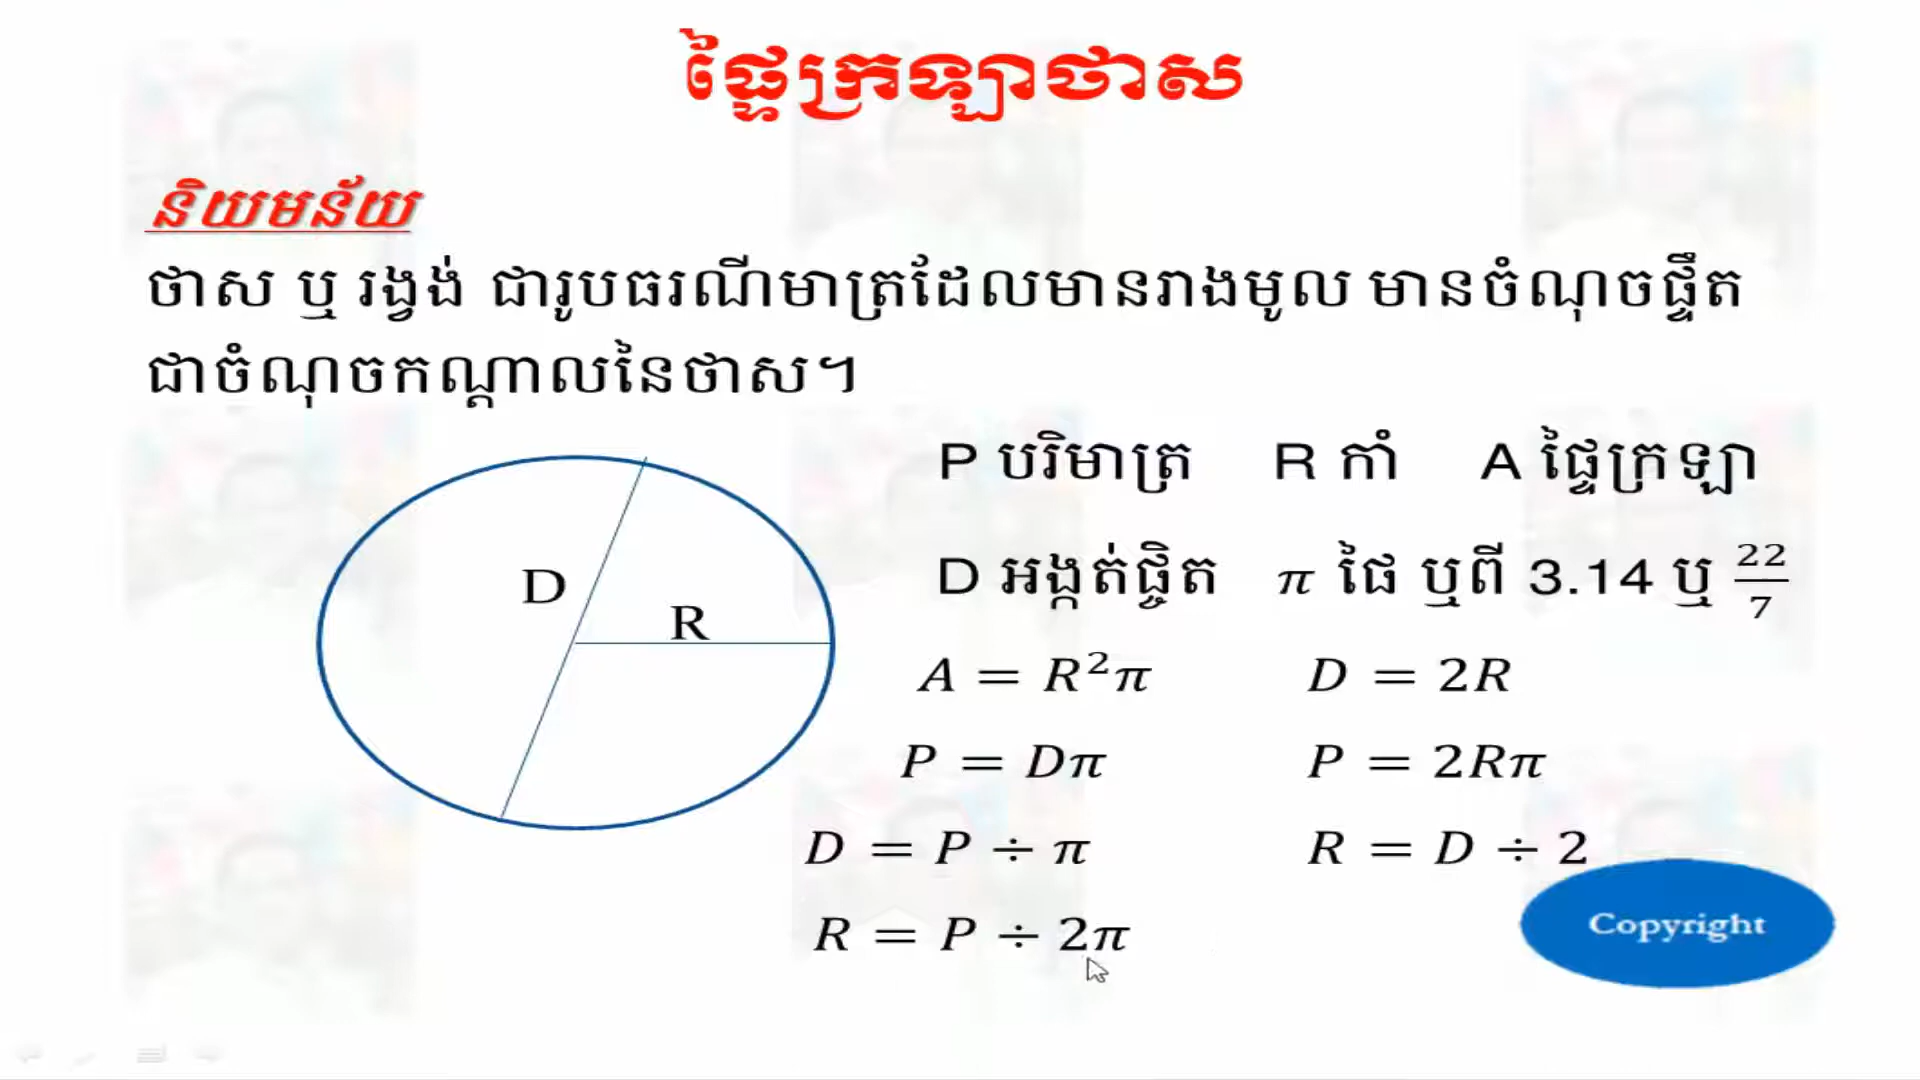 ផ្ទៃក្រឡាថាស
និយមន័យ
ថាស ឬ រង្វង់ ជារូបធរណីមាត្រដែលមានរាងមូល មានចំណុចផ្ចិត
ជាចំណុចកណ្ដាលនៃថាស។
P បរិមាត្រ R កាំ A ផ្ទៃក្រឡា
D អង្កត់ផ្ចិត π ផៃ ឬពី 3.14 ឬ 22/7
D
R
A = R²π D = 2R
P = Dπ P = 2Rπ
D = P ÷ π R = D ÷ 2
R = P ÷ 2π
Copyright